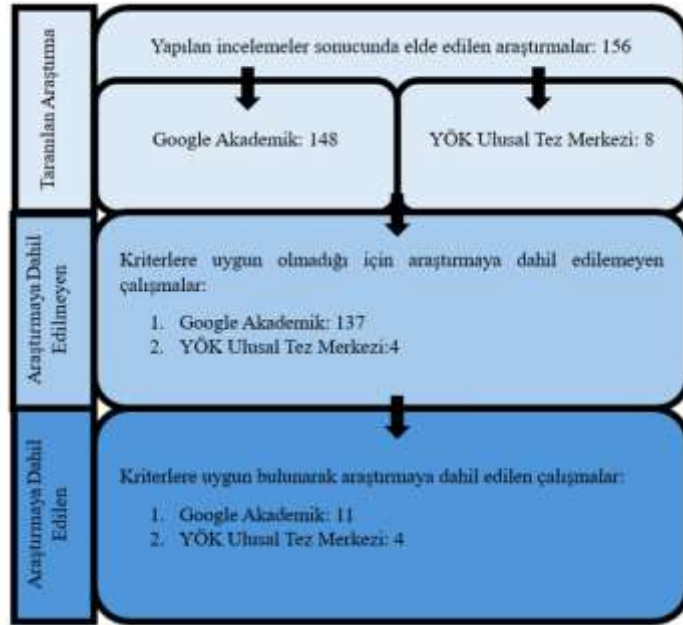 Taranılan Araştırma
Yapılan incelemeler sonucunda elde edilen araştırmalar: 156
Google Akademik: 148
YÖK Ulusal Tez Merkezi: 8
Araştırmaya Dahil
Edilmeyen
Kriterlere uygun olmadığı için araştırmaya dahil edilemeyen
çalışmalar:
1. Google Akademik: 137
2. YÖK Ulusal Tez Merkezi:4
Araştırmaya Dahil
Edilen
Kriterlere uygun bulunarak araştırmaya dahil edilen çalışmalar:
1. Google Akademik: 11
2. YÖK Ulusal Tez Merkezi: 4